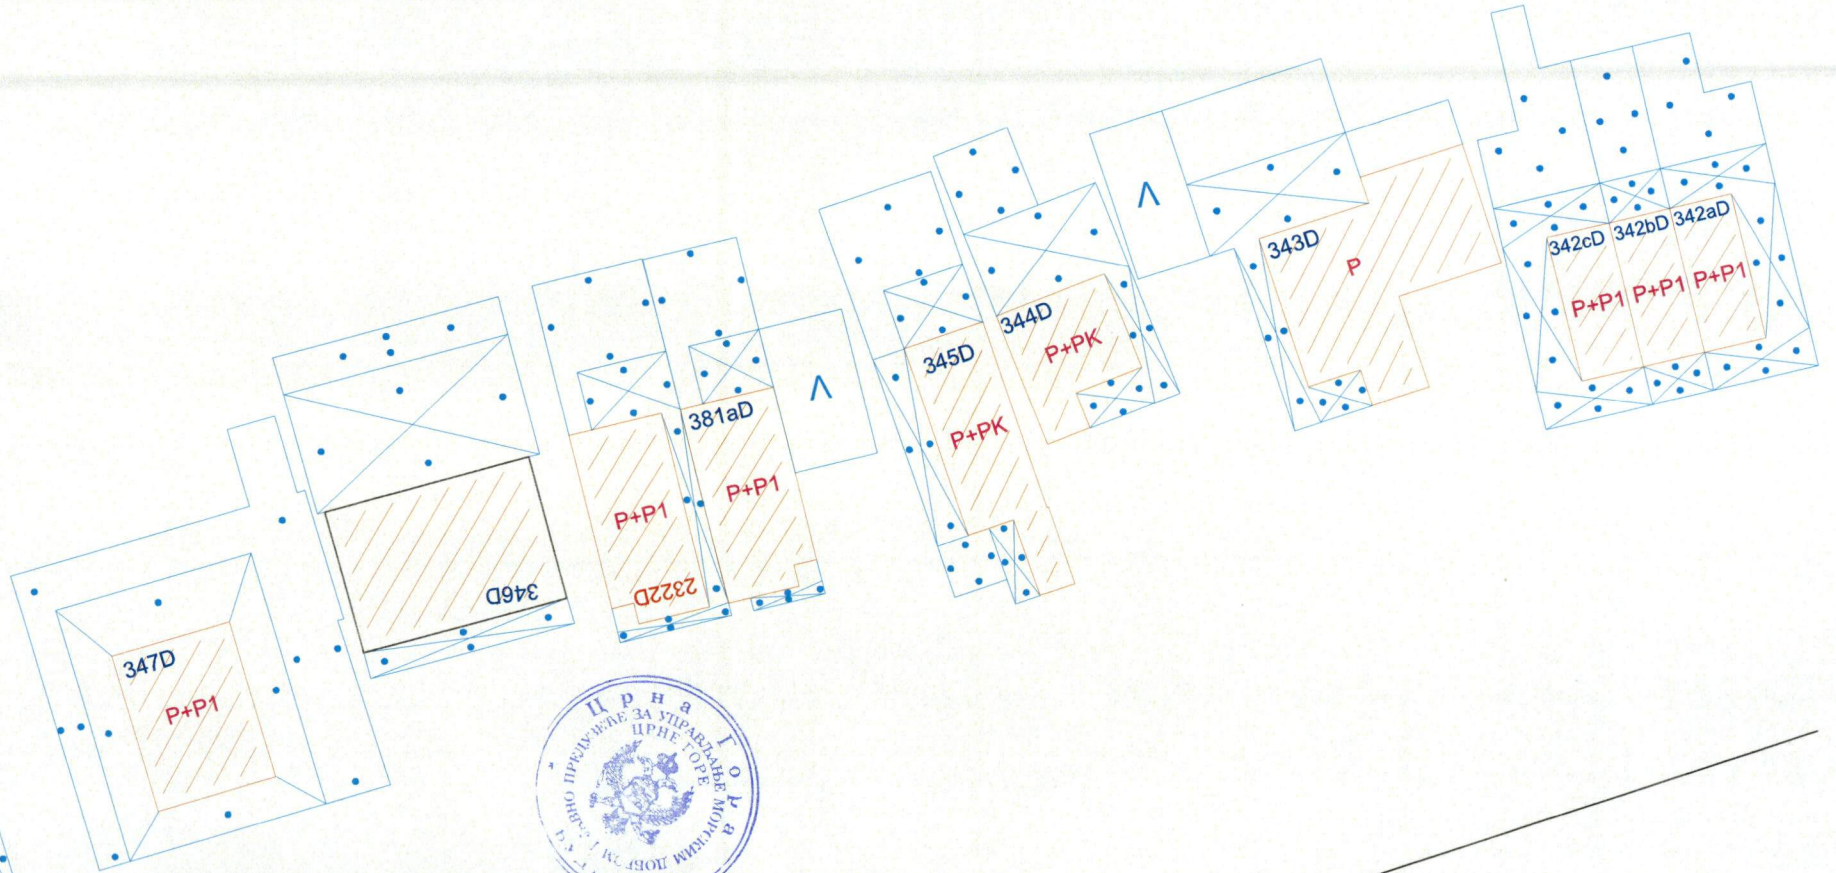 342cD 342bD 342aD
P+P1 P+P1 P+P1
343D
P
Λ
344D
P+PK
345D
P+PK
Λ
381aD
P+P1
P+P1
2322D
346D
347D
P+P1
Црна Гора
ЈАВНО ПРЕДУЗЕЋЕ ЗА УПРАВЉАЊЕ МОРСКИМ ДОБРОМ
ЦРНЕ ГОРЕ